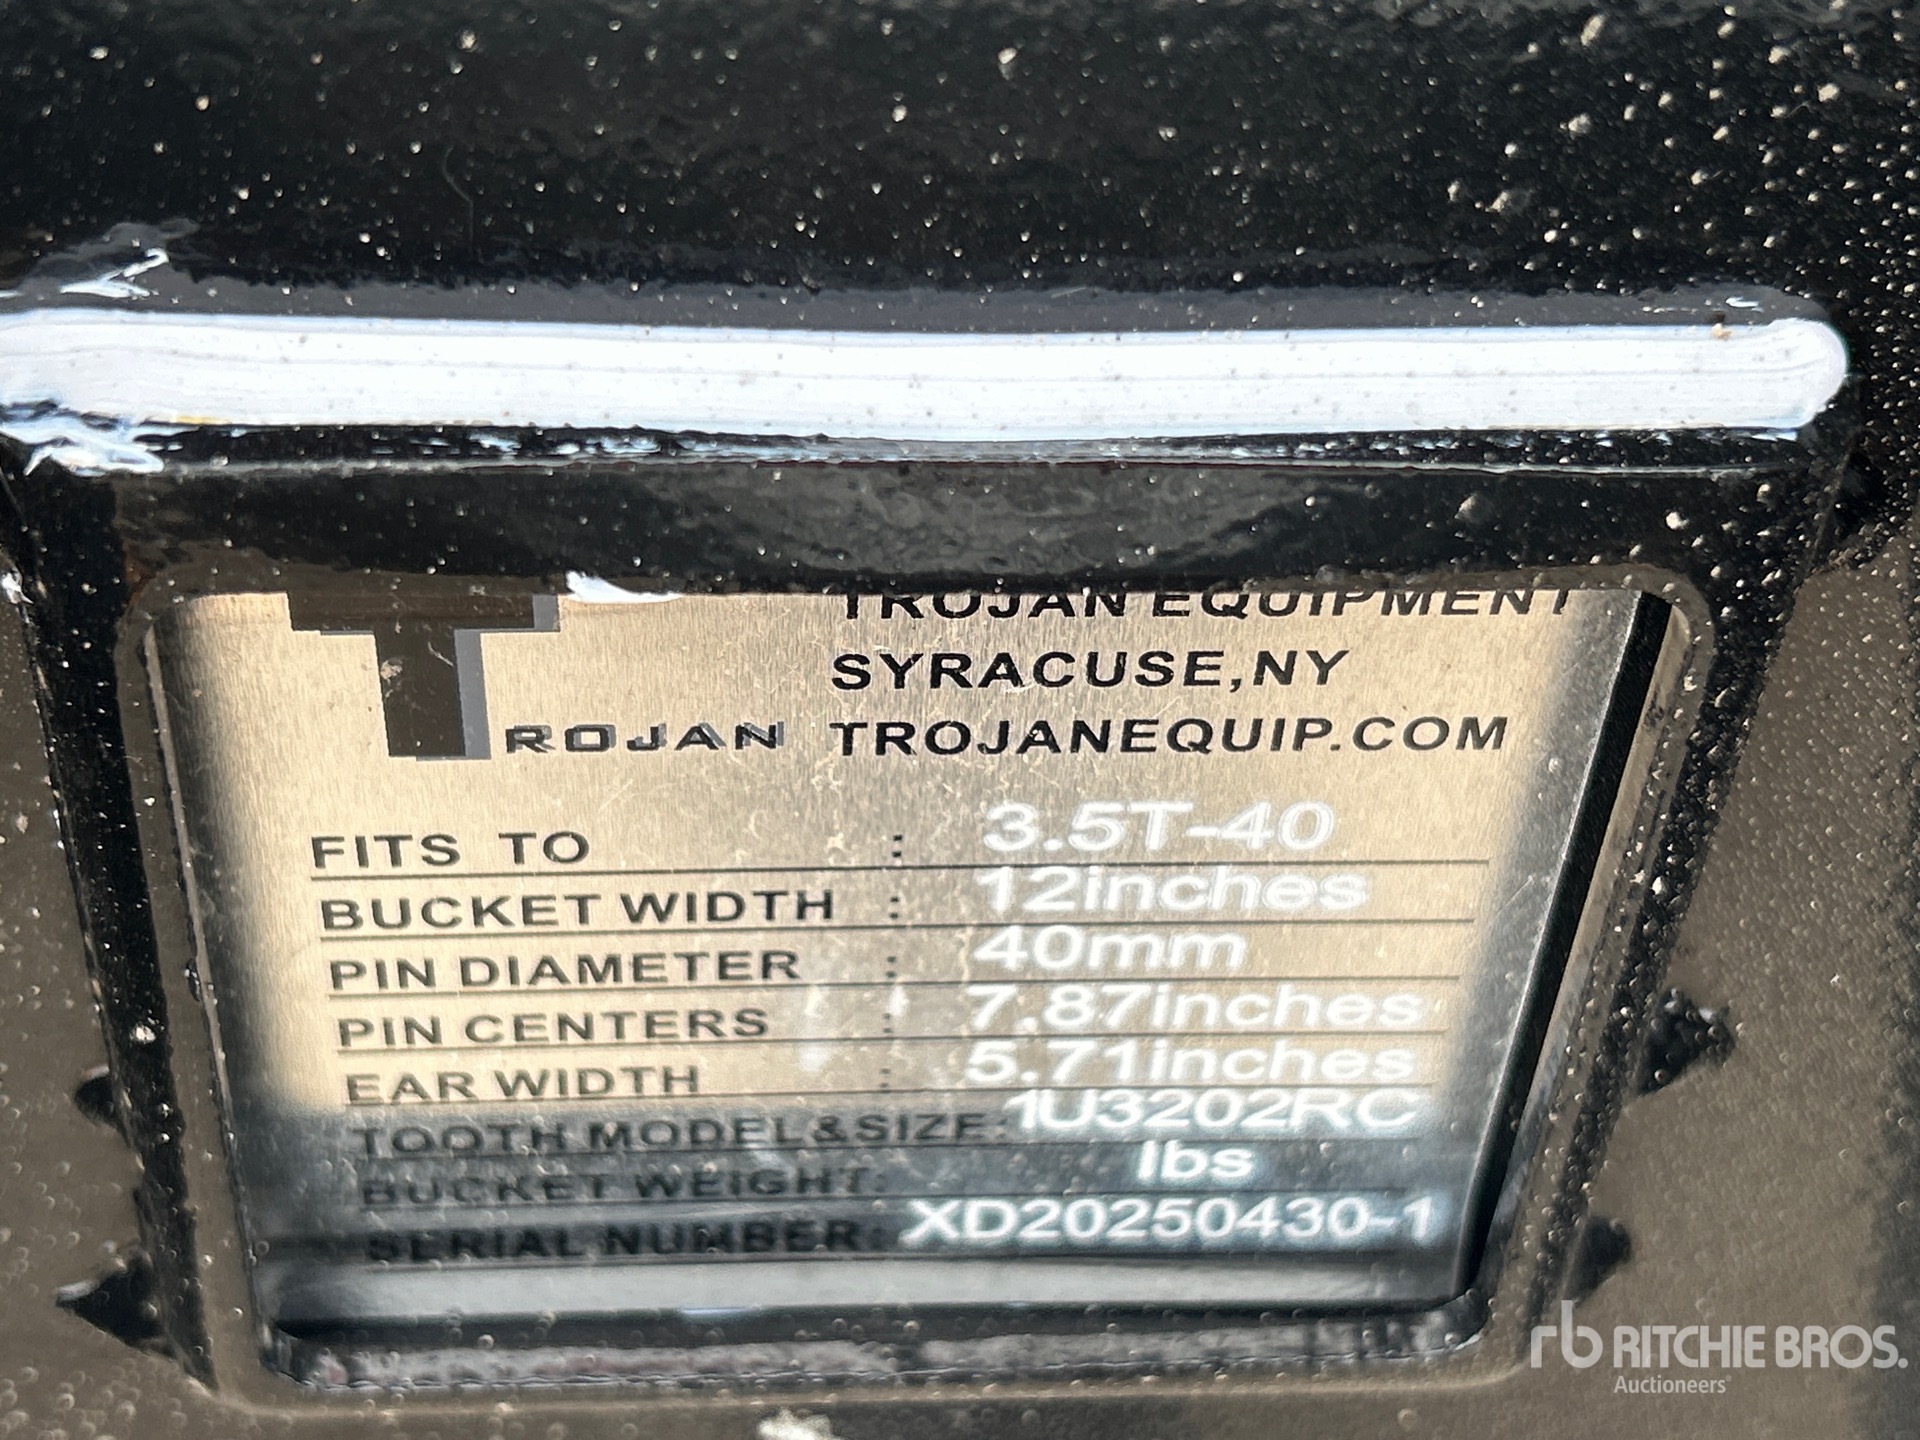 TROJAN EQUIPMENT
SYRACUSE,NY
TROJAN TROJANEQUIP.COM
FITS TO : 3.5T-40
BUCKET WIDTH : 12inches
PIN DIAMETER : 40mm
PIN CENTERS : 7.87inches
EAR WIDTH : 5.71inches
TOOTH MODEL&SIZE: 1U3202RC
BUCKET WEIGHT: lbs
SERIAL NUMBER: XD20250430-1
rb RITCHIE BROS.
Auctioneers